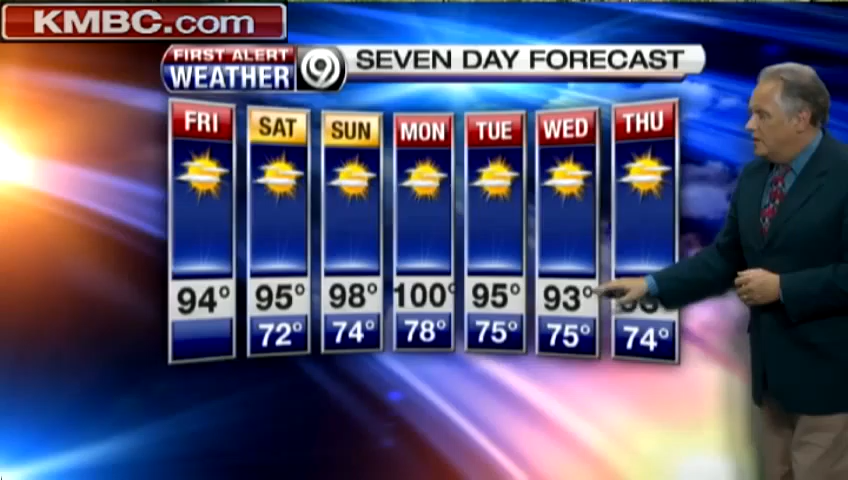 KMBC.com
FIRST ALERT
WEATHER 9
SEVEN DAY FORECAST
FRI SAT SUN MON TUE WED THU
94° 95° 98° 100° 95° 93°
72° 74° 78° 75° 75° 74°